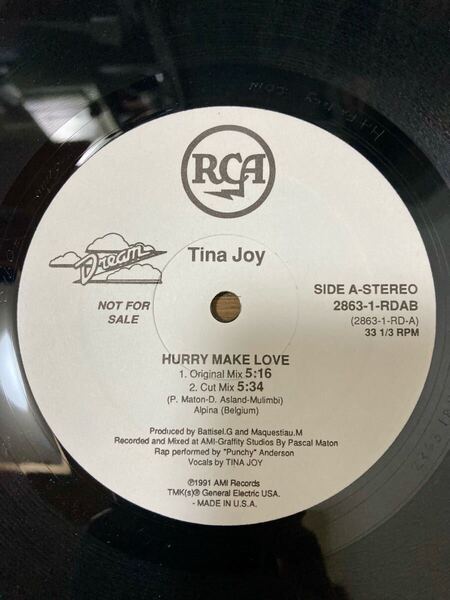 RCA
Dream
Tina Joy
NOT FOR
SALE
SIDE A-STEREO
2863-1-RDAB
(2863-1-RD-A)
33 1/3 RPM
HURRY MAKE LOVE
1. Original Mix 5:16
2. Cut Mix 5:34
(P. Maton-D. Asland-Mulimbi)
Alpina (Belgium)
Produced by Battisel.G and Maquestiau.M
Recorded and Mixed at AMI-Graffity Studios By Pascal Maton
Rap performed by "Punchy" Anderson
Vocals by TINA JOY
℗1991 AMI Records
TMK(s)® General Electric USA.
- MADE IN U.S.A.